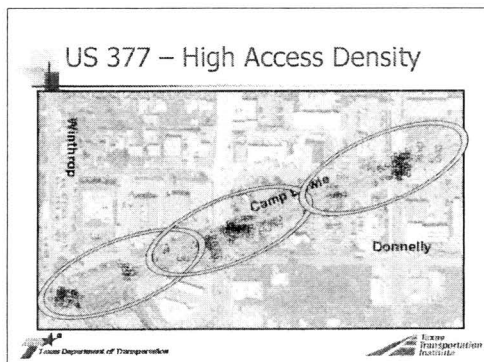 US 377 – High Access Density
Winthrop
Camp Bowie
Donnelly
Texas Department of Transportation
Texas
Transportation
Institute